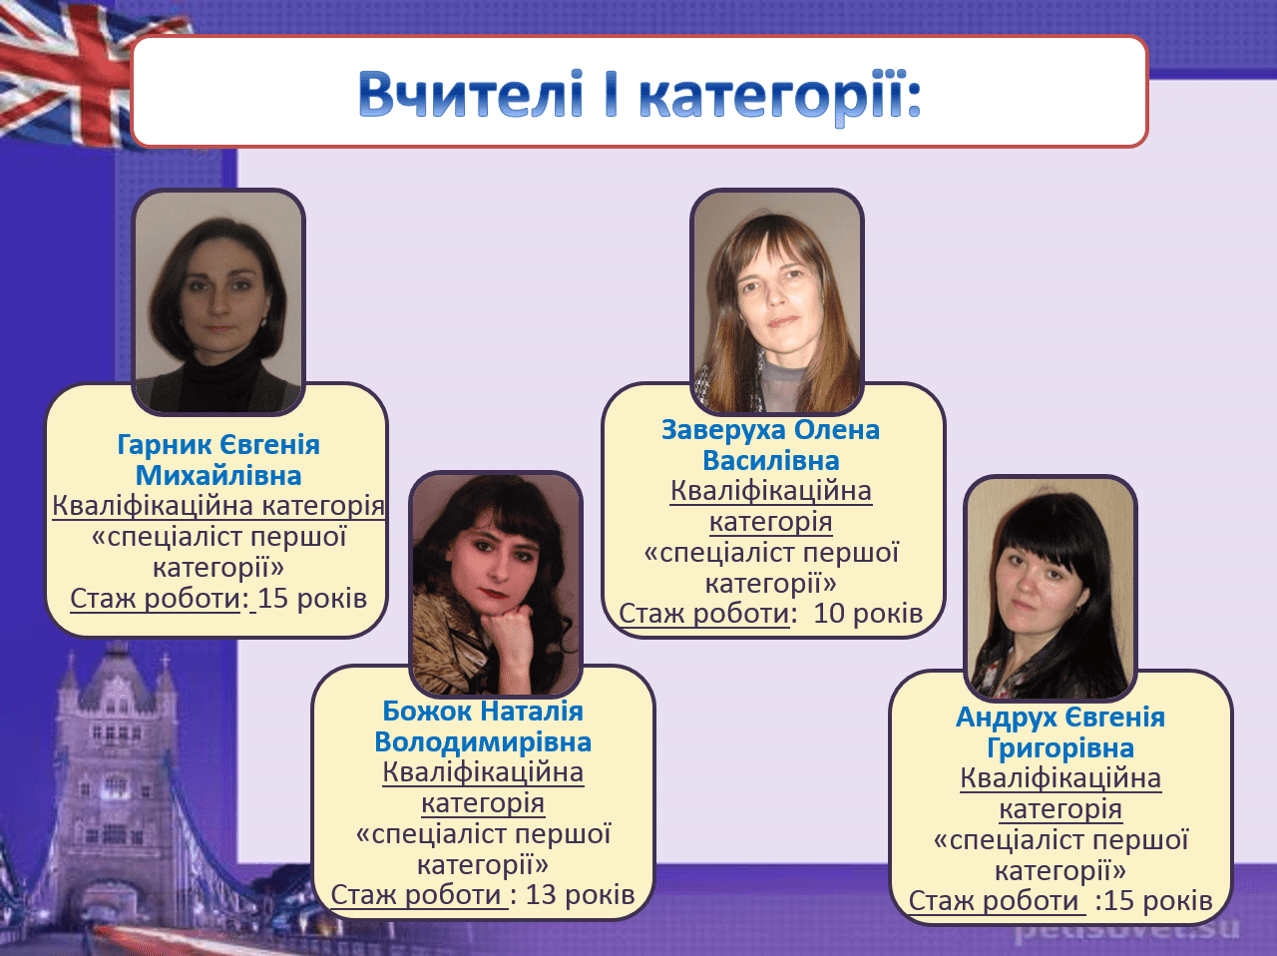 Вчителі І категорії:
Гарник Євгенія
Михайлівна
Кваліфікаційна категорія
«спеціаліст першої
категорії»
Стаж роботи: 15 років
Заверуха Олена
Василівна
Кваліфікаційна
категорія
«спеціаліст першої
категорії»
Стаж роботи:  10 років
Божок Наталія
Володимирівна
Кваліфікаційна
категорія
«спеціаліст першої
категорії»
Стаж роботи : 13 років
Андрух Євгенія
Григорівна
Кваліфікаційна
категорія
«спеціаліст першої
категорії»
Стаж роботи  :15 років
pedsovet.su